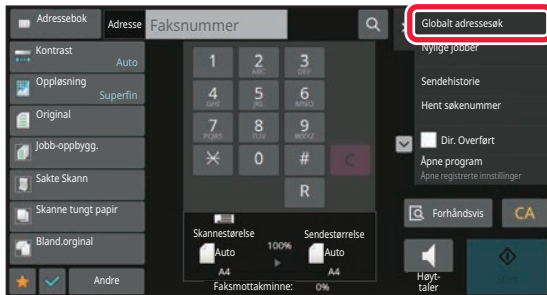 Adressebok
Adresse
Faksnummer
Globalt adressesøk
Nylige jobber
Sendehistorie
Hent søkenummer
Dir. Overført
Åpne program
Åpne registrerte innstillinger
Kontrast
Auto
Oppløsning
Superfin
Original
Jobb-oppbygg.
Sakte Skann
Skanne tungt papir
Bland.orginal
Andre
1
2
ABC
3
DEF
4
GHI
5
JKL
6
MNO
7
PQRS
8
TUV
9
WXYZ
0
#
C
R
Skannestørelse
Auto
A4
100%
Sendestørrelse
Auto
A4
Faksmottakminne: 0%
Forhåndsvis
CA
Høyt-
taler
Start